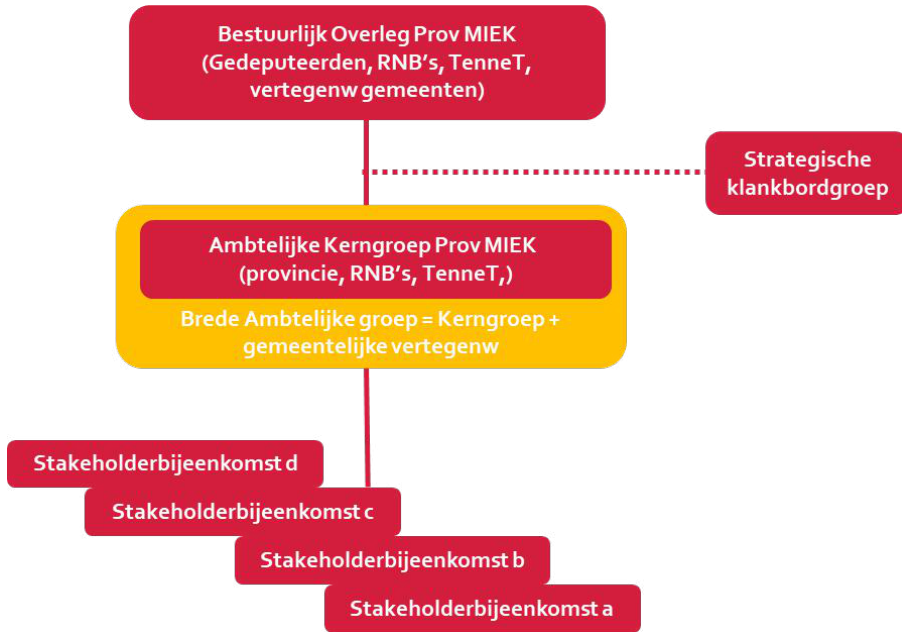 Bestuurlijk Overleg Prov MIEK
(Gedeputeerden, RNB's, TenneT,
vertegenw gemeenten)
Strategische
klankbordgroep
Ambtelijke Kerngroep Prov MIEK
(provincie, RNB's, TenneT,)
Brede Ambtelijke groep = Kerngroep +
gemeentelijke vertegenw
Stakeholderbijeenkomst d
Stakeholderbijeenkomst c
Stakeholderbijeenkomst b
Stakeholderbijeenkomst a